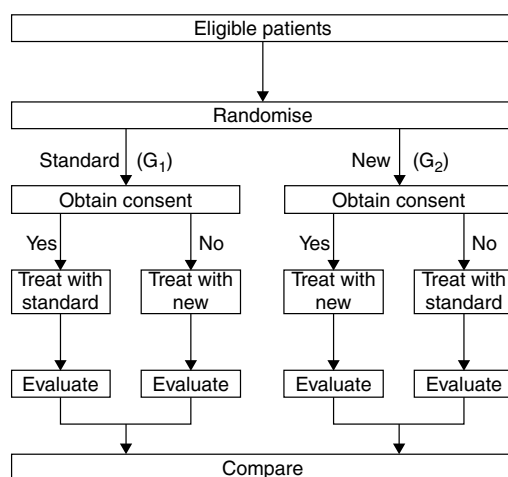 Eligible patients
Randomise
Standard (G₁)
New (G₂)
Obtain consent
Obtain consent
Yes
No
Yes
No
Treat with
standard
Treat with
new
Treat with
new
Treat with
standard
Evaluate
Evaluate
Evaluate
Evaluate
Compare